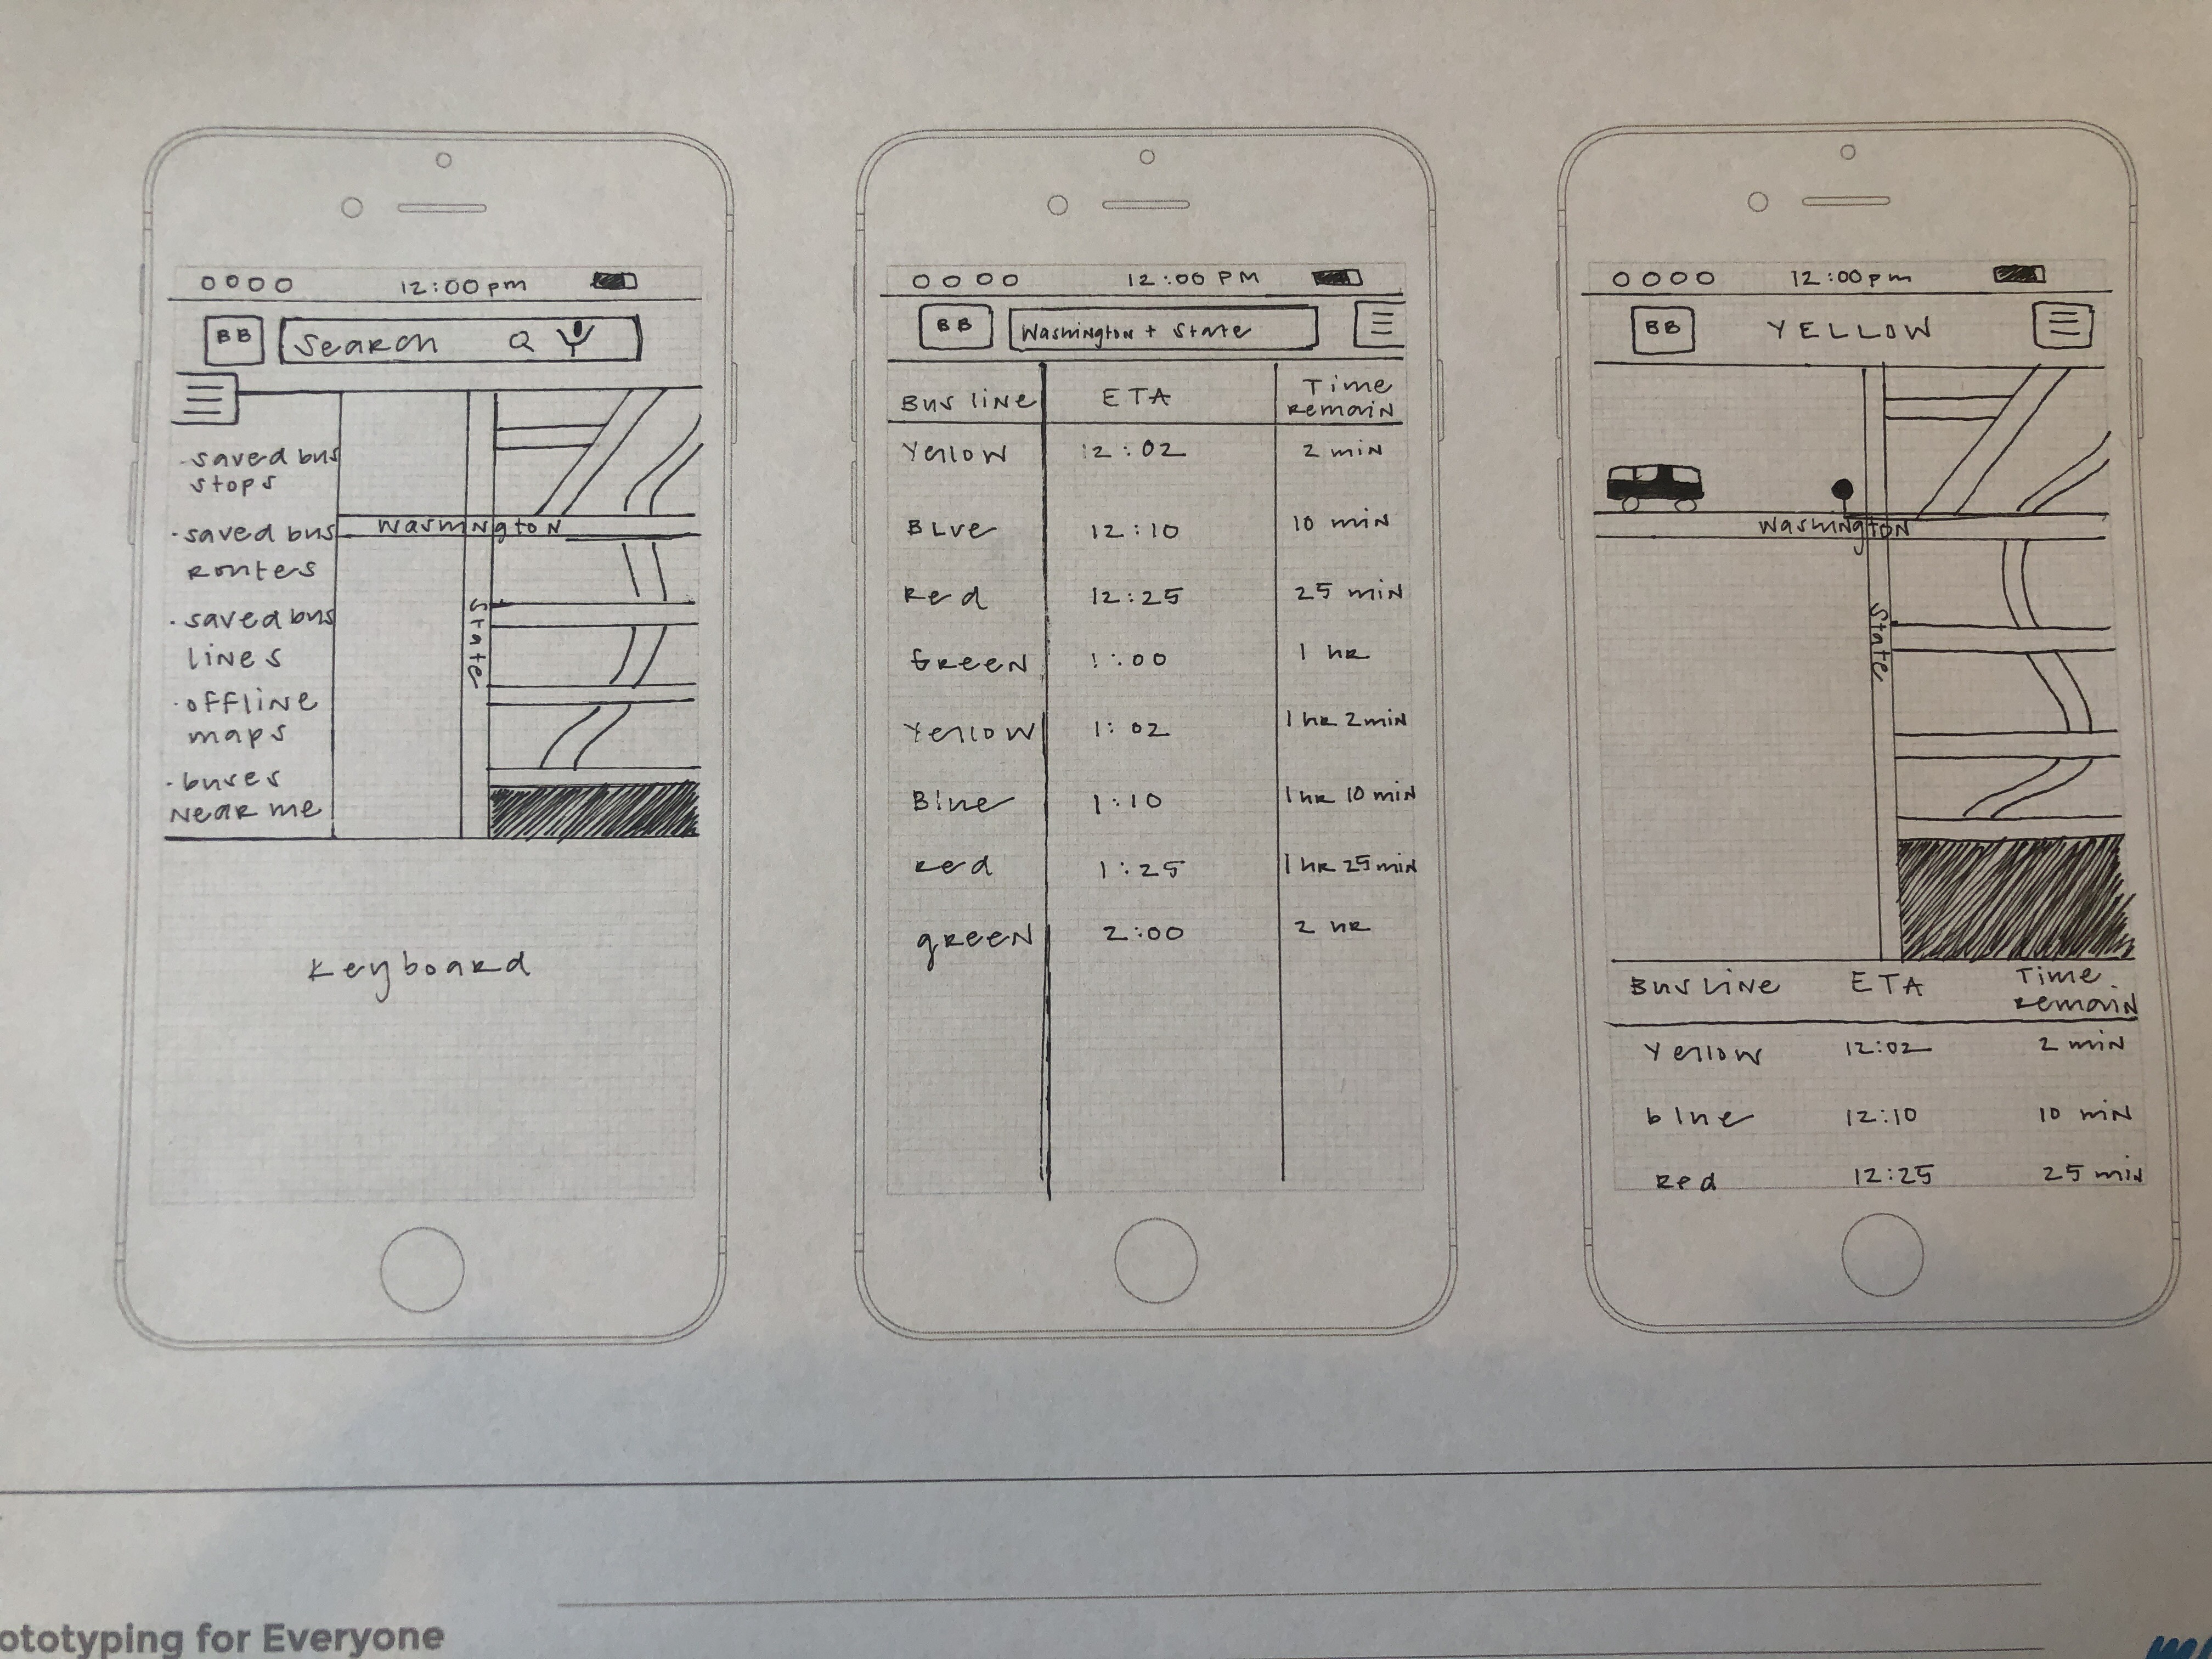 12:00pm
BB
Search
saved bus
stops
saved bus
routes
saved bus
lines
offline
maps
buses
near me
Washington
State
Keyboard
12:00 PM
BB
Washington + State
Bus line ETA Time remain
Yellow 12:02 2 min
Blue 12:10 10 min
Red 12:25 25 min
Green 1:00 1 hr
Yellow 1:02 1 hr 2 min
Blue 1:10 1 hr 10 min
red 1:25 1 hr 25 min
green 2:00 2 hr
12:00pm
BB
YELLOW
Washington
State
Bus line ETA Time remain
Yellow 12:02 2 min
blue 12:10 10 min
red 12:25 25 min
ototyping for Everyone